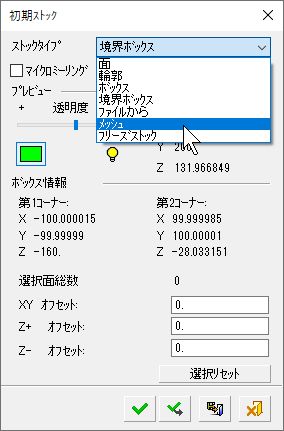 初期ストック
ストックタイプ 境界ボックス
面
輪郭
ボックス
境界ボックス
ファイルから
メッシュ
フリーズストック
マイクロミーリング
プレビュー
+ 透明度
Z 131.966849
ボックス情報
第1コーナー: 第2コーナー:
X -100.000015 X 99.999985
Y -99.99999 Y 100.00001
Z -160. Z -28.033151
選択面総数 0
XY オフセット: 0.
Z+ オフセット: 0.
Z- オフセット: 0.
選択リセット